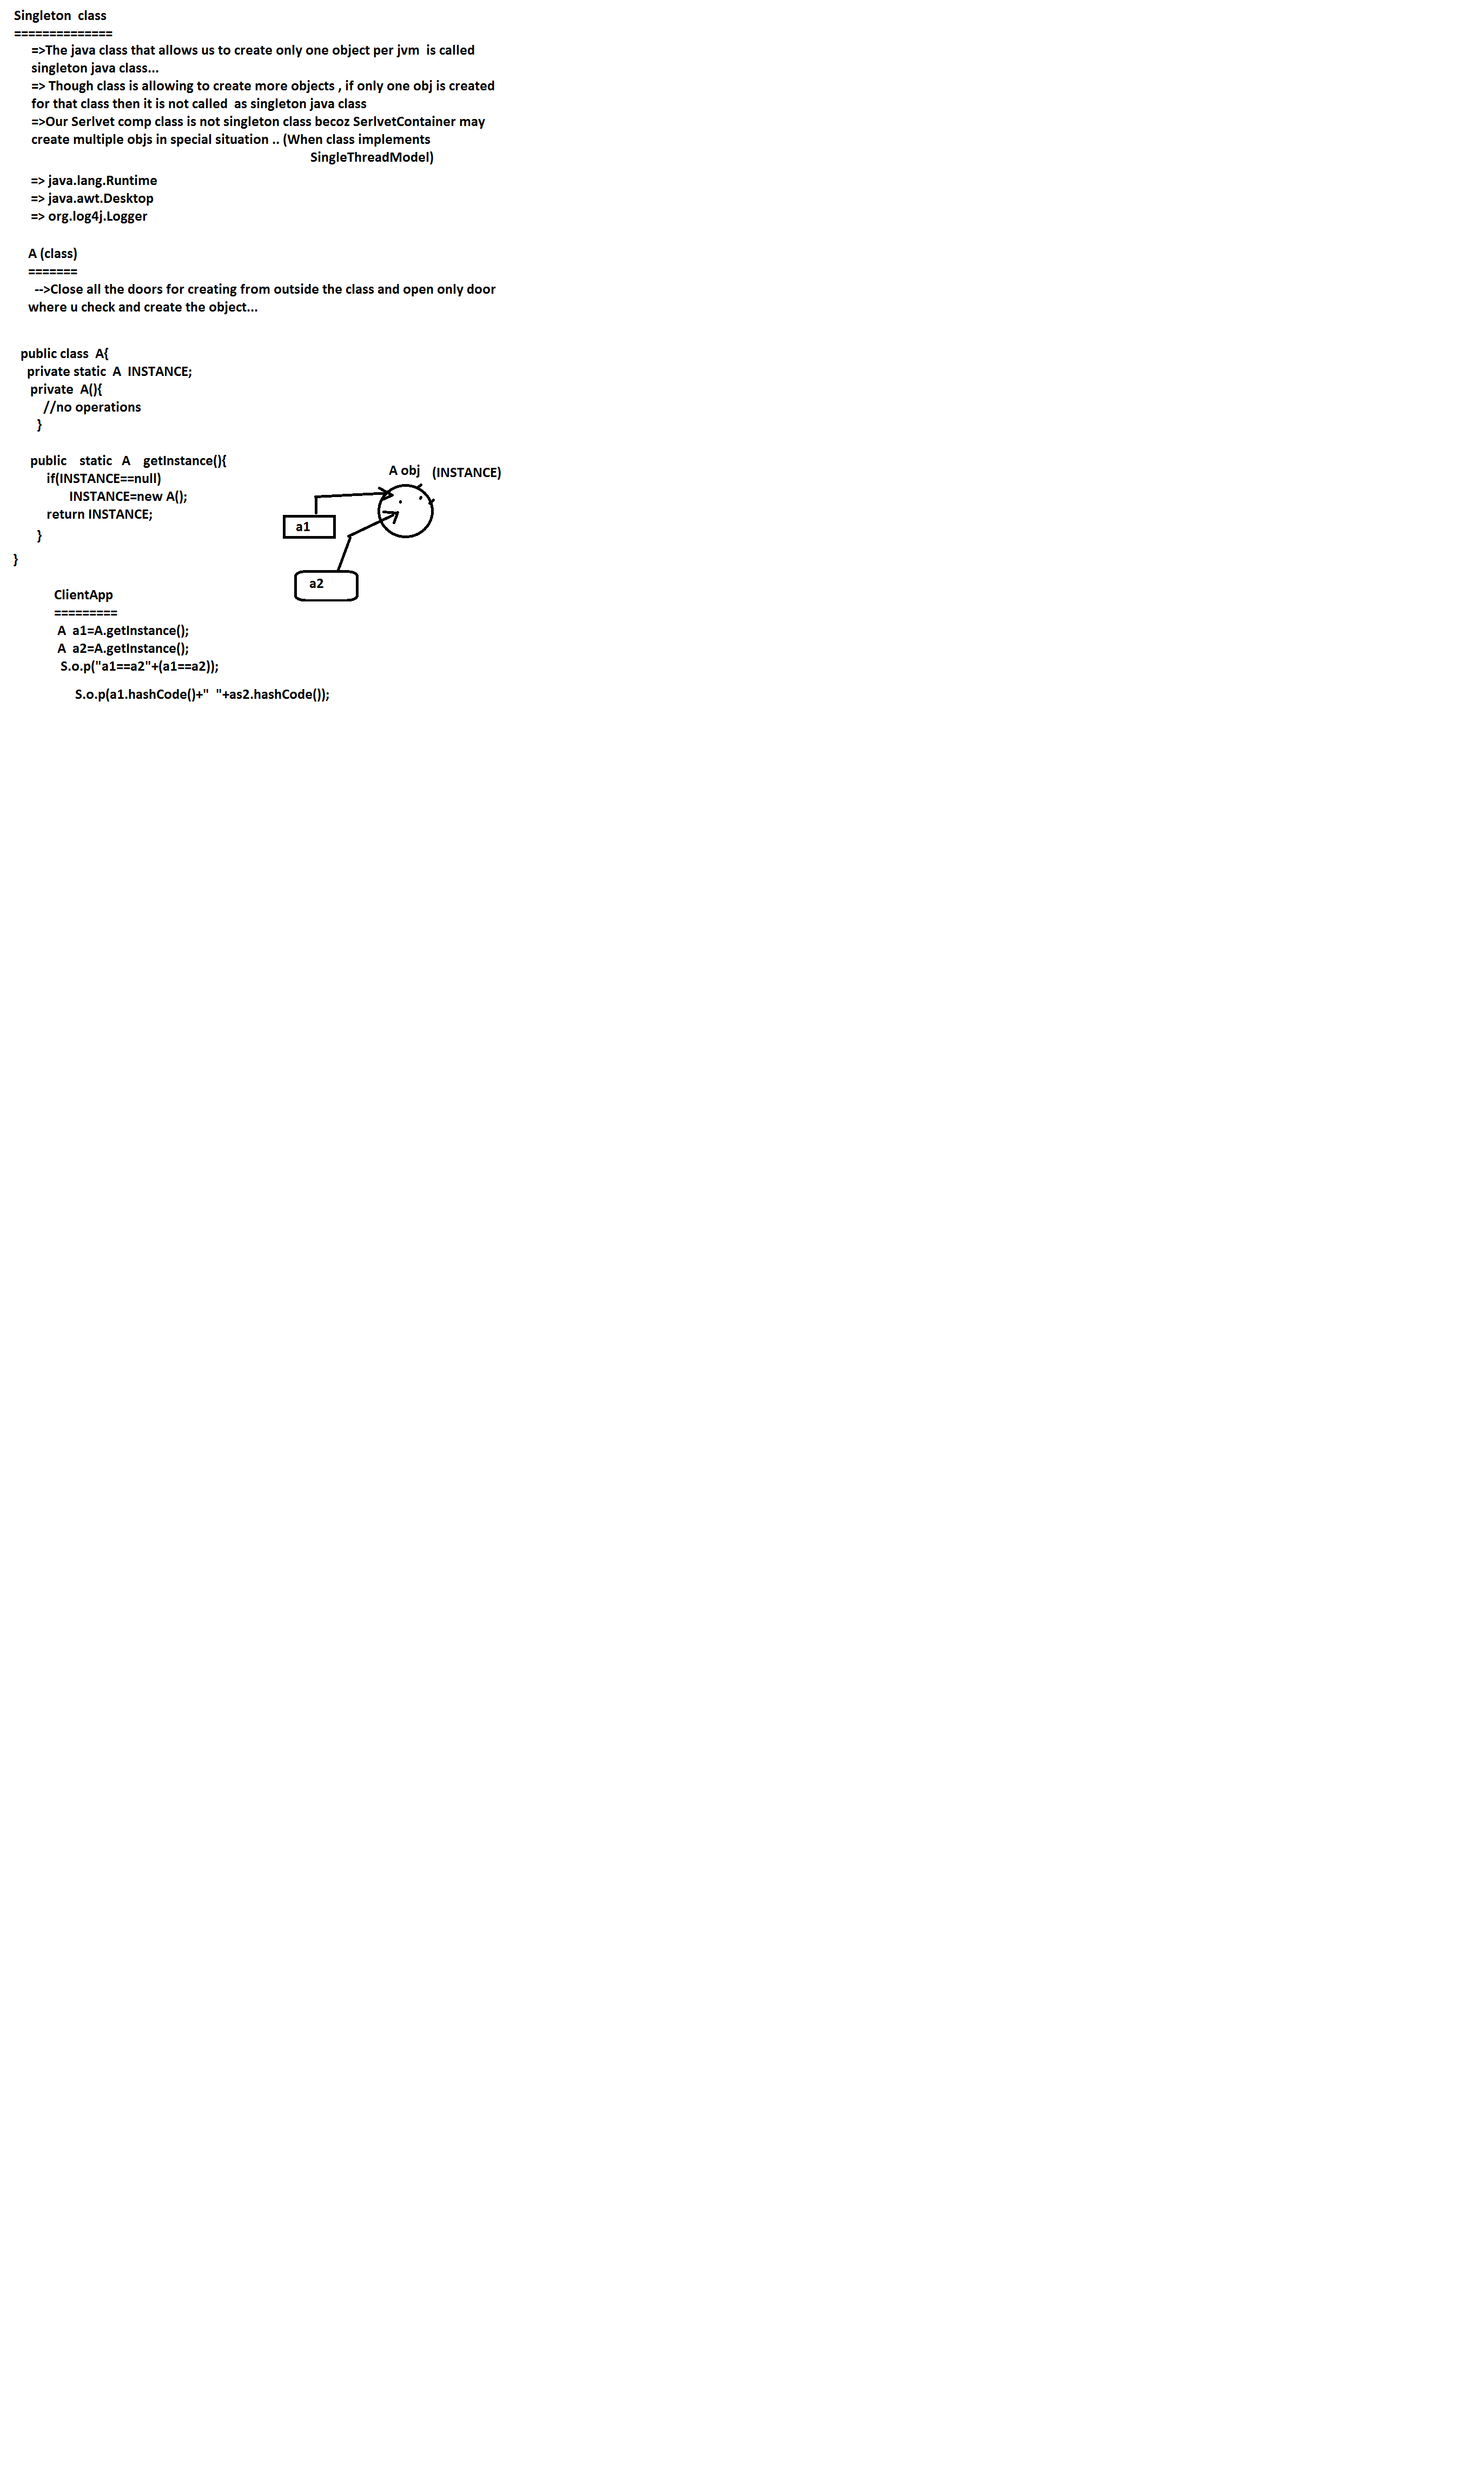 Singleton  class
==============
=>The java class that allows us to create only one object per jvm  is called
singleton java class...
=> Though class is allowing to create more objects , if only one obj is created
for that class then it is not called  as singleton java class
=>Our Serlvet comp class is not singleton class becoz SerlvetContainer may
create multiple objs in special situation .. (When class implements
SingleThreadModel)
=> java.lang.Runtime
=> java.awt.Desktop
=> org.log4j.Logger
A (class)
=======
-->Close all the doors for creating from outside the class and open only door
where u check and create the object...
public class  A{
private static  A  INSTANCE;
private  A(){
//no operations
}
public    static   A    getInstance(){
if(INSTANCE==null)
INSTANCE=new A();
return INSTANCE;
}
}
A obj   (INSTANCE)
a1
a2
ClientApp
=========
A  a1=A.getInstance();
A  a2=A.getInstance();
S.o.p("a1==a2"+(a1==a2));
S.o.p(a1.hashCode()+"  "+as2.hashCode());